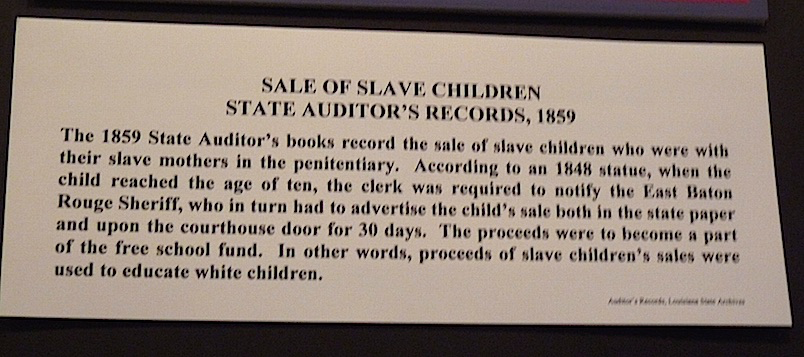 SALE OF SLAVE CHILDREN
STATE AUDITOR'S RECORDS, 1859
The 1859 State Auditor's books record the sale of slave children who were with
their slave mothers in the penitentiary. According to an 1848 statue, when the
child reached the age of ten, the clerk was required to notify the East Baton
Rouge Sheriff, who in turn had to advertise the child's sale both in the state paper
and upon the courthouse door for 30 days. The proceeds were to become a part
of the free school fund. In other words, proceeds of slave children's sales were
used to educate white children.
Auditor's Records, Louisiana State Archives